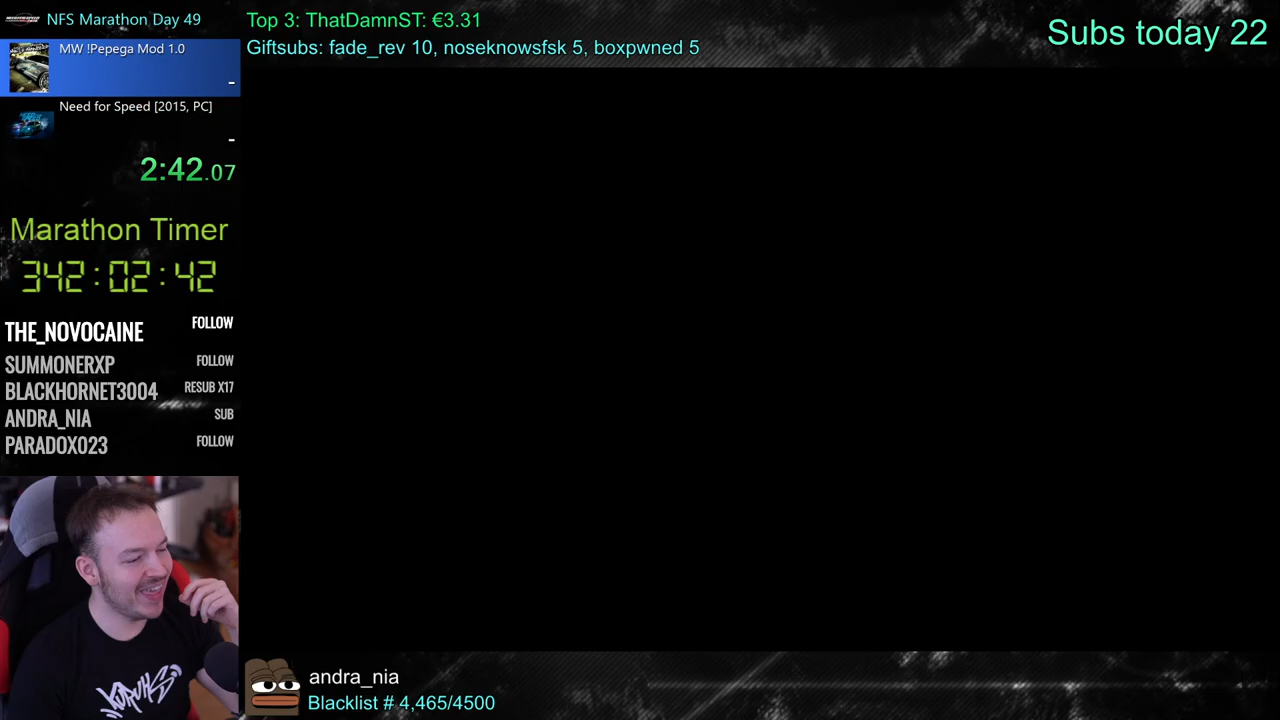 NFS Marathon Day 49
MW !Pepega Mod 1.0
-
Need for Speed [2015, PC]
-
2:42.07
Marathon Timer
342:02:42
THE_NOVOCAINE FOLLOW
SUMMONERXP FOLLOW
BLACKHORNET3004 RESUB X17
ANDRA_NIA SUB
PARADOX023 FOLLOW
Top 3: ThatDamnST: €3.31
Giftsubs: fade_rev 10, noseknowsfsk 5, boxpwned 5
Subs today 22
andra_nia
Blacklist # 4,465/4500